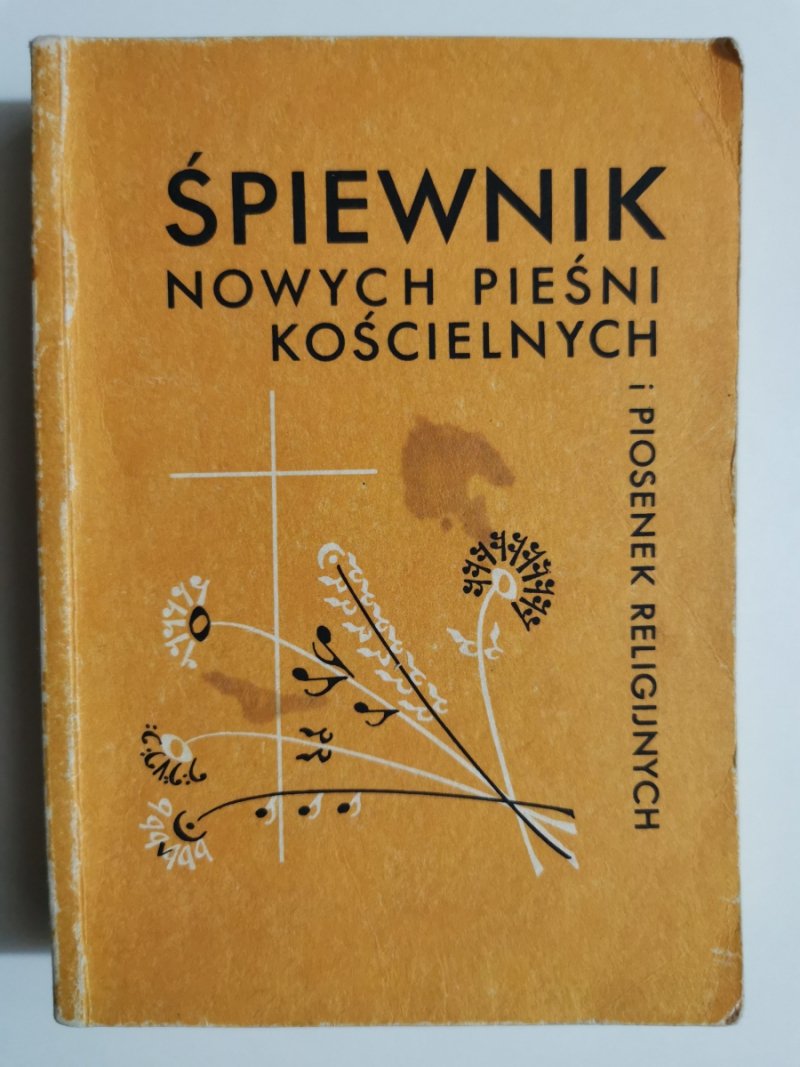 ŚPIEWNIK
NOWYCH PIEŚNI
KOŚCIELNYCH
i PIOSENEK RELIGIJNYCH